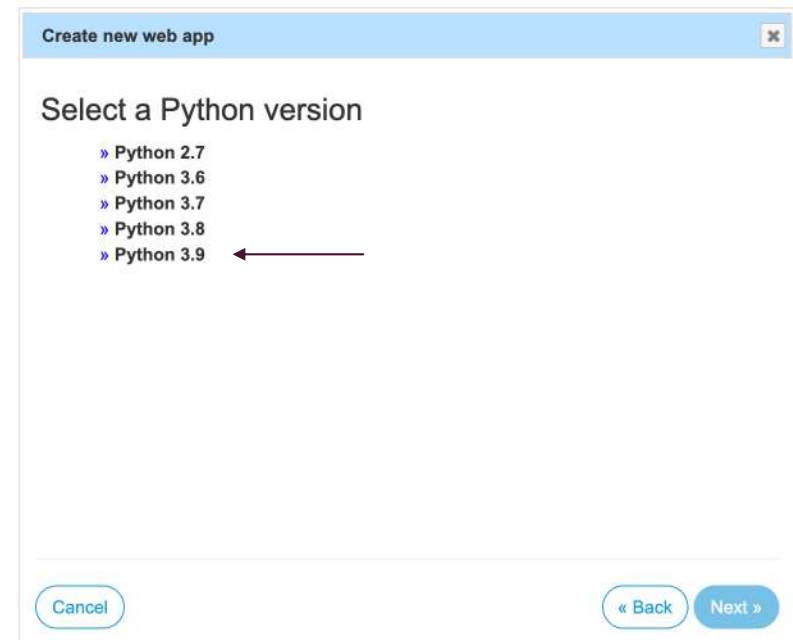 Create new web app
Select a Python version
» Python 2.7
» Python 3.6
» Python 3.7
» Python 3.8
» Python 3.9
Cancel
« Back
Next »